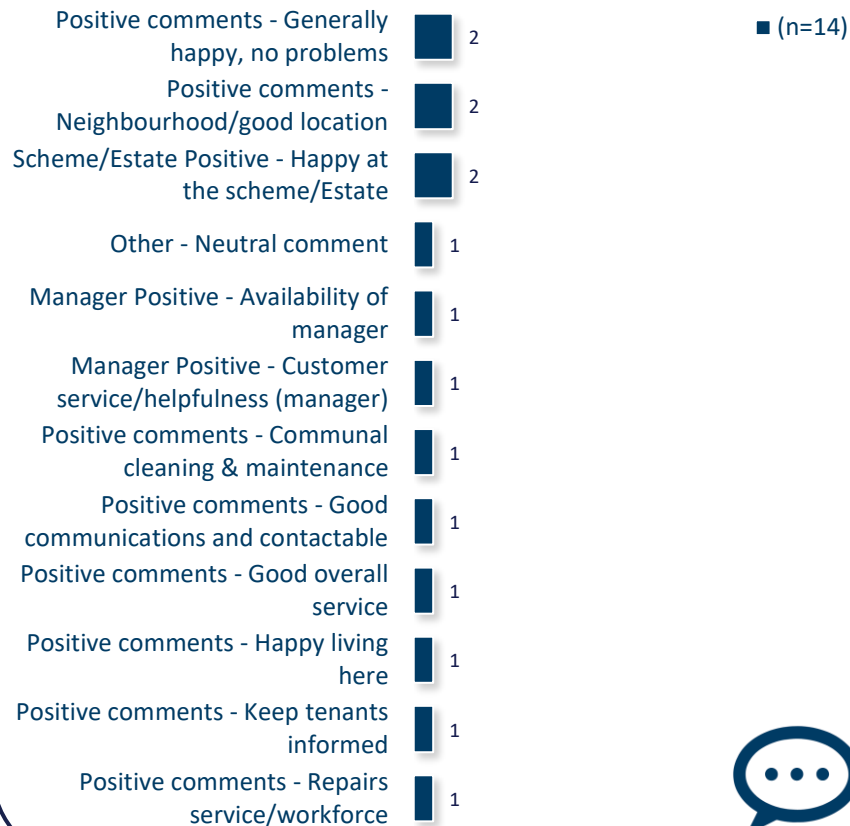 Positive comments - Generally
happy, no problems
2
(n=14)
Positive comments -
Neighbourhood/good location
2
Scheme/Estate Positive - Happy at
the scheme/Estate
2
Other - Neutral comment
1
Manager Positive - Availability of
manager
1
Manager Positive - Customer
service/helpfulness (manager)
1
Positive comments - Communal
cleaning & maintenance
1
Positive comments - Good
communications and contactable
1
Positive comments - Good overall
service
1
Positive comments - Happy living
here
1
Positive comments - Keep tenants
informed
1
Positive comments - Repairs
service/workforce
1